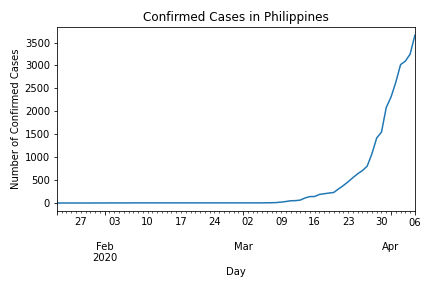 Confirmed Cases in Philippines
Number of Confirmed Cases
3500
3000
2500
2000
1500
1000
500
0
27 03 10 17 24 02 09 16 23 30 06
Feb Mar Apr
2020
Day